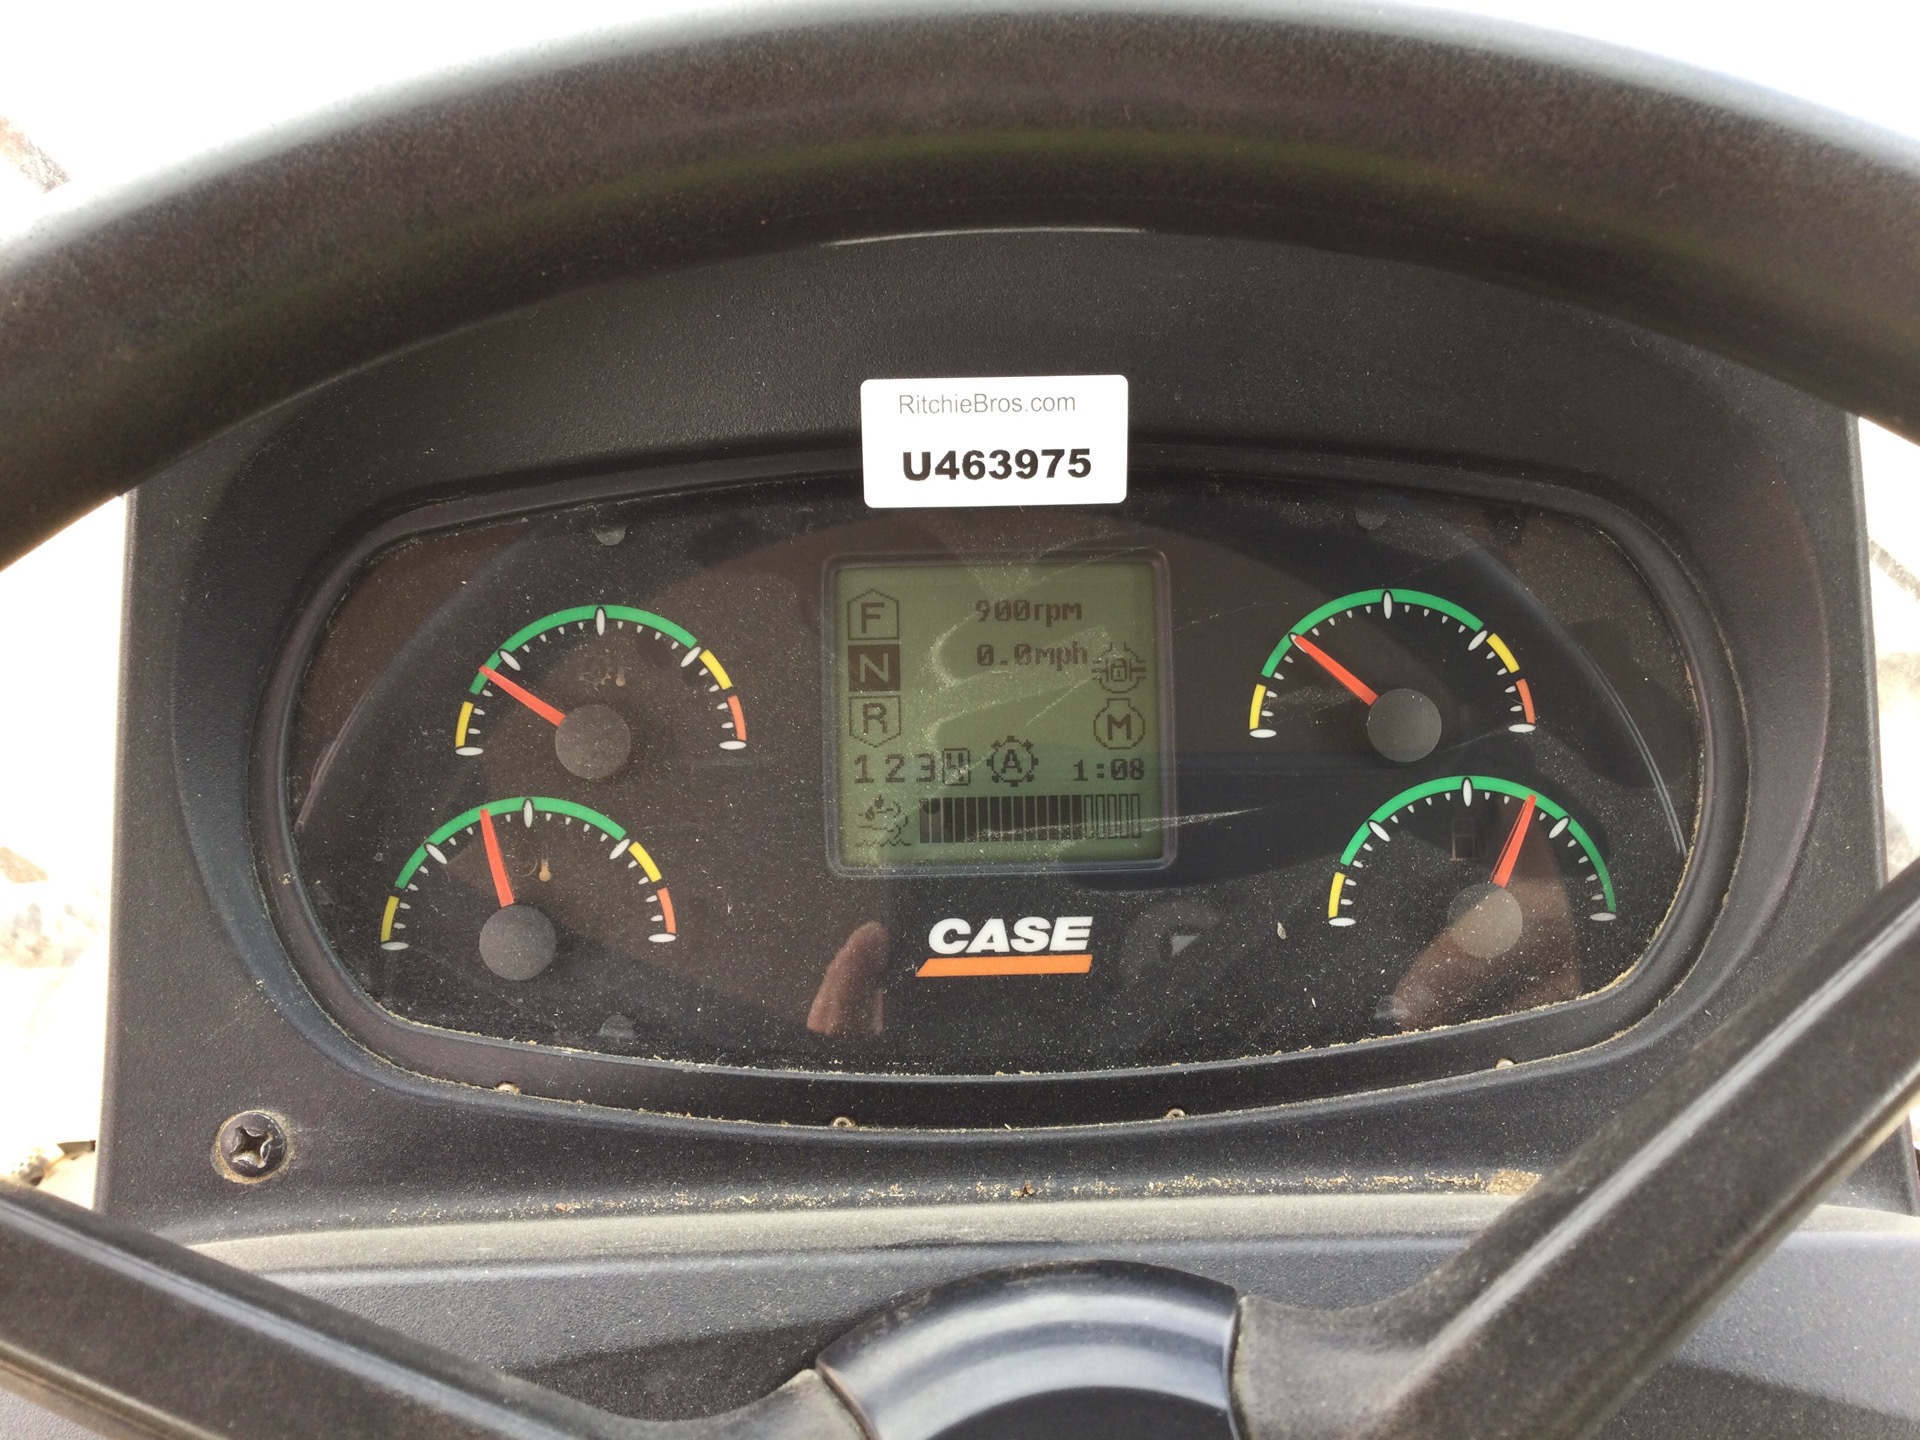 RitchieBros.com
U463975
F
900rpm
N
0.0mph
R
M
1 2 3 4
A
1:08
CASE